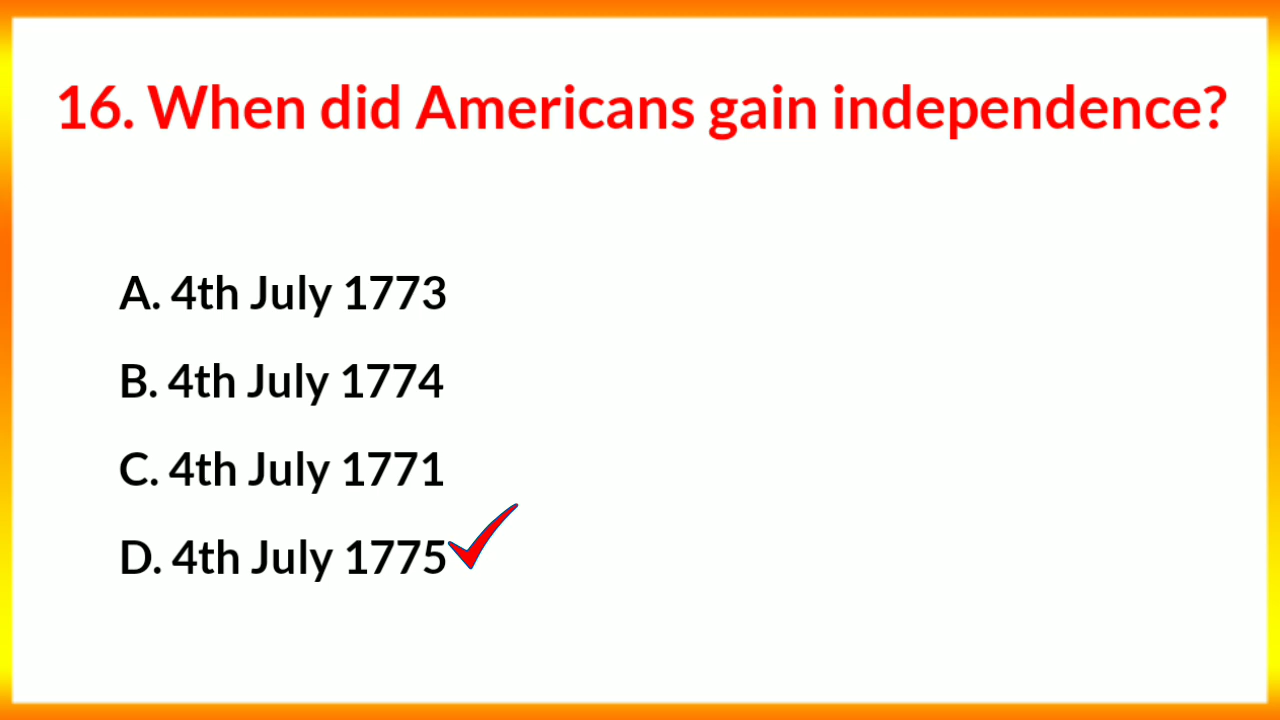 16. When did Americans gain independence?
A. 4th July 1773
B. 4th July 1774
C. 4th July 1771
D. 4th July 1775